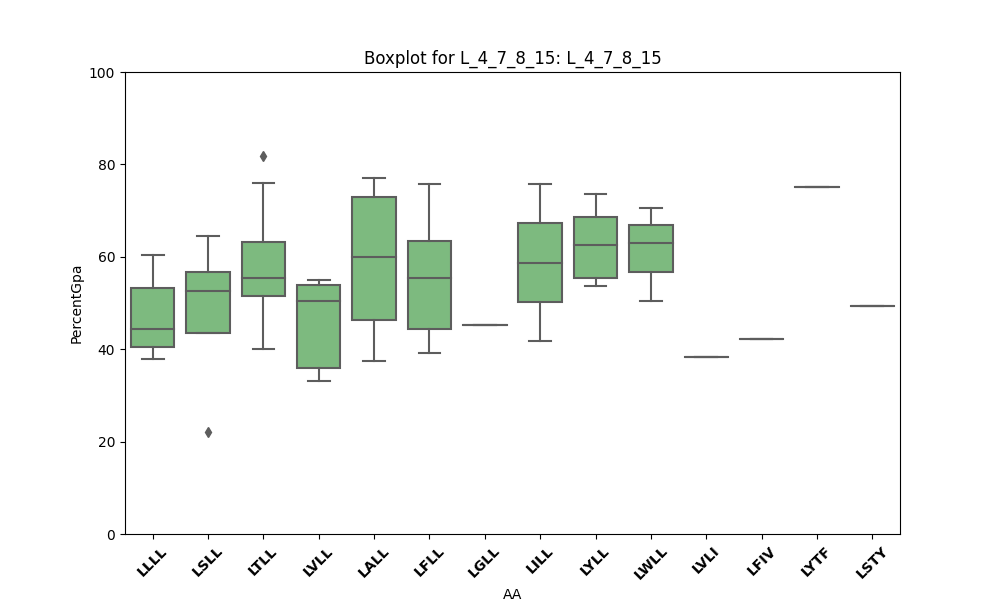 Boxplot for L_4_7_8_15: L_4_7_8_15
100
80
60
40
20
0
PercentGpa
LLLL LSLL LTLL LVLL LALL LFLL LGLL LILL LYLL LWLL LVLI LFIV LYTF LSTY
AA